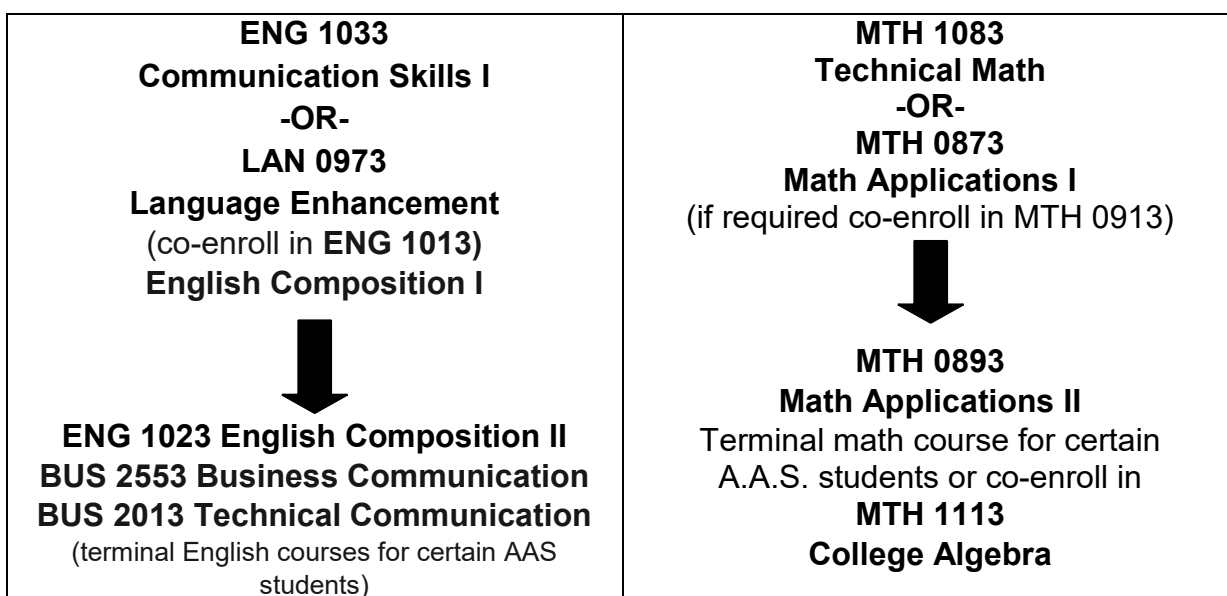 ENG 1033
Communication Skills I
-OR-
LAN 0973
Language Enhancement
(co-enroll in ENG 1013)
English Composition I
ENG 1023 English Composition II
BUS 2553 Business Communication
BUS 2013 Technical Communication
(terminal English courses for certain AAS
students)
MTH 1083
Technical Math
-OR-
MTH 0873
Math Applications I
(if required co-enroll in MTH 0913)
MTH 0893
Math Applications II
Terminal math course for certain
A.A.S. students or co-enroll in
MTH 1113
College Algebra